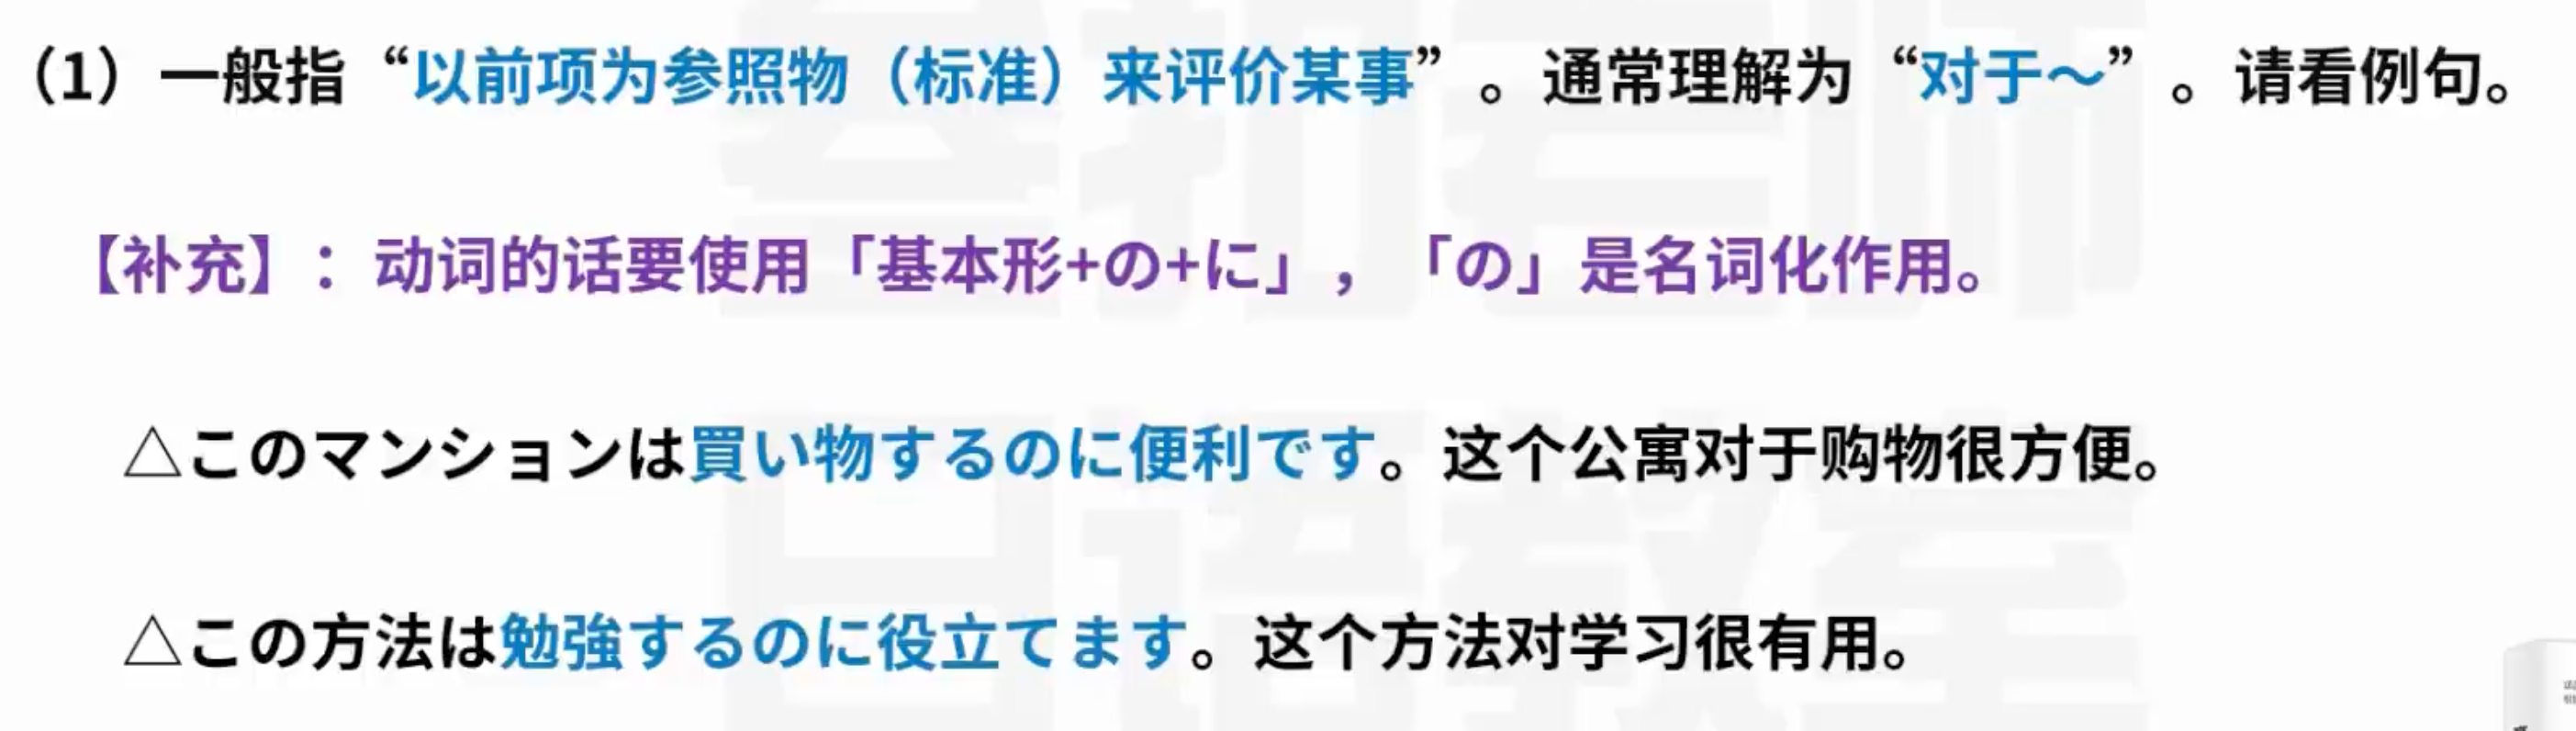 （1）一般指“以前项为参照物（标准）来评价某事”。通常理解为“对于～”。请看例句。
【补充】：动词的话要使用「基本形+の+に」，「の」是名词化作用。
△このマンションは買い物するのに便利です。这个公寓对于购物很方便。
△この方法は勉強するのに役立てます。这个方法对学习很有用。